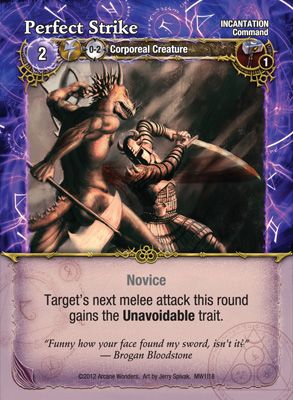 Perfect Strike
INCANTATION
Command
2
0-2
Corporeal Creature
1
Novice
Target's next melee attack this round
gains the Unavoidable trait.
"Funny how your face found my sword, isn't it?"
— Brogan Bloodstone
©2012 Arcane Wonders. Art by Jerry Spivak. MW1I18